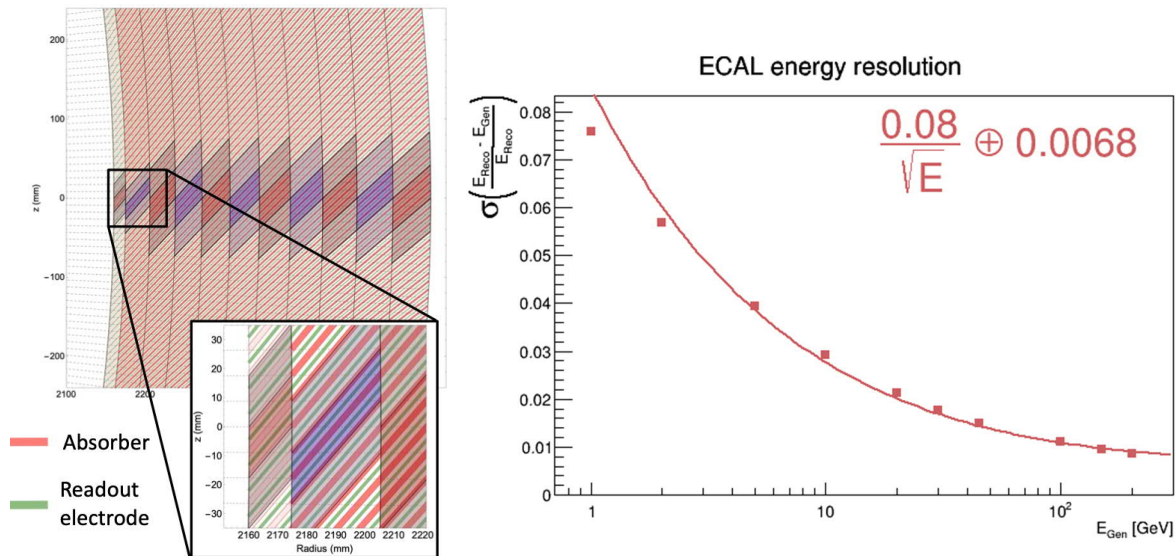 200
100
0
−100
−200
z (mm)
2100
2200
30
20
10
0
−10
−20
−30
z (mm)
2160 2170 2180 2190 2200 2210 2220
Radius (mm)
Absorber
Readout
electrode
ECAL energy resolution
σ(E_Reco - E_Gen / E_Reco)
0.08/√E ⊕ 0.0068
0.08
0.07
0.06
0.05
0.04
0.03
0.02
0.01
0
1 10 10²
E_Gen [GeV]